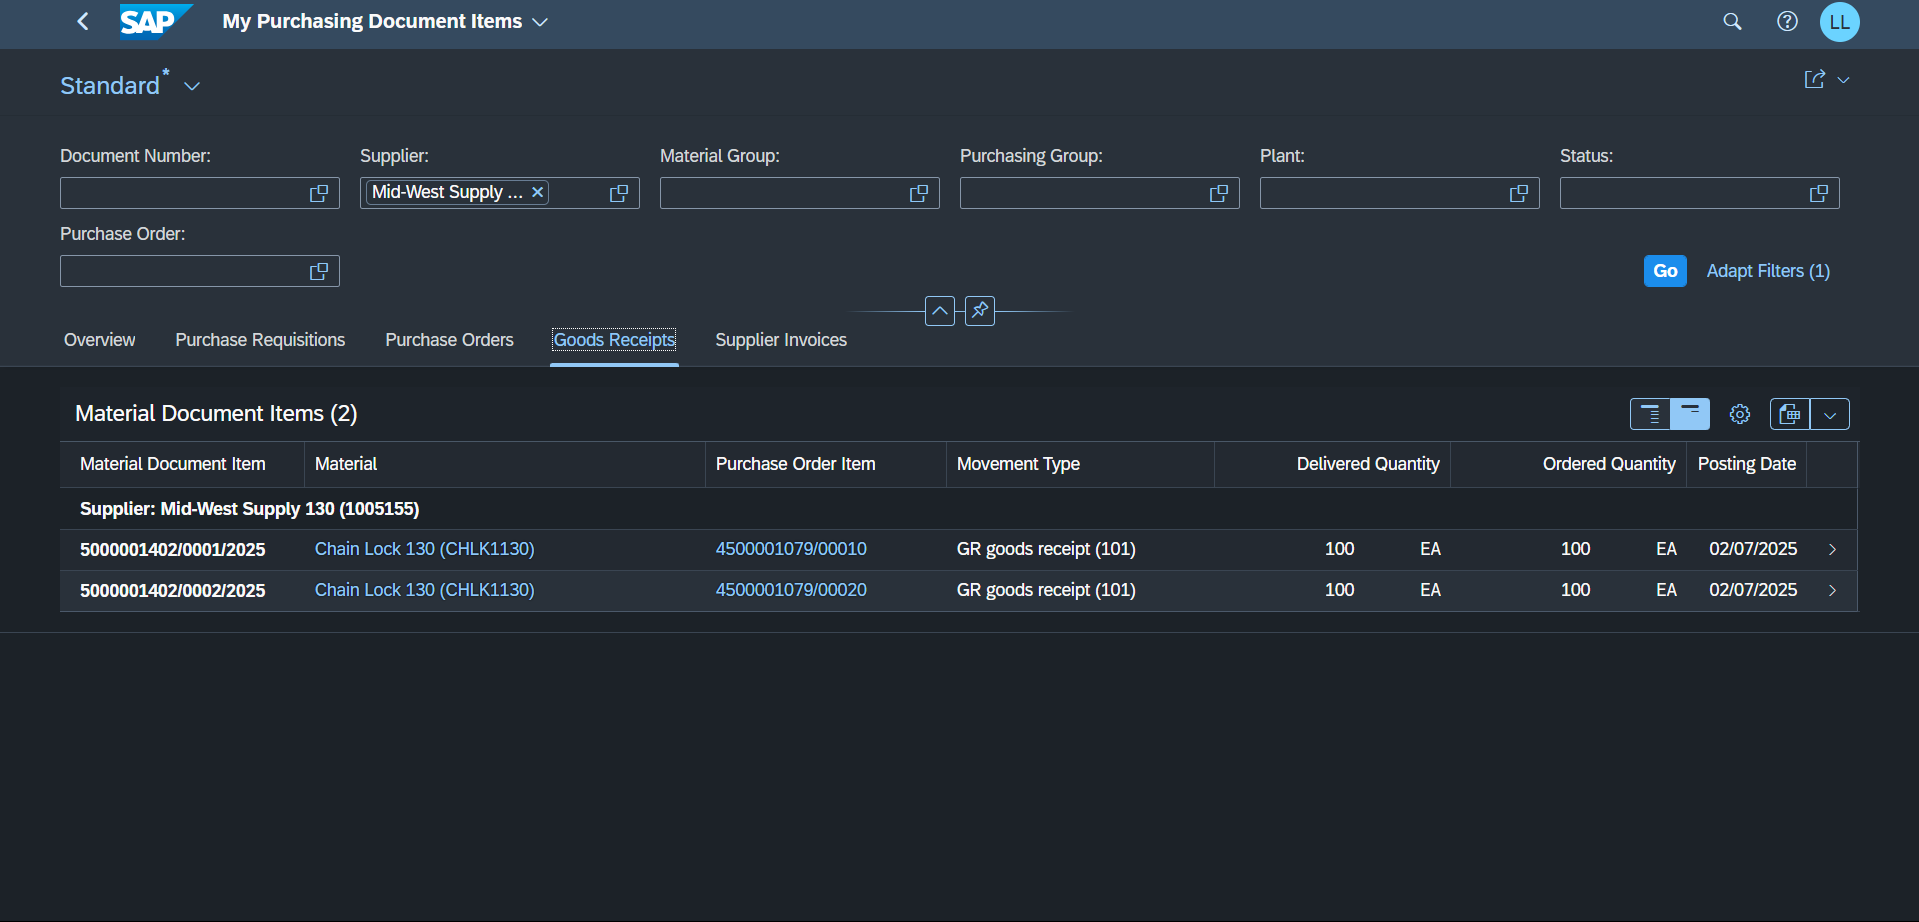 SAP My Purchasing Document Items LL
Standard*
Document Number: Supplier: Material Group: Purchasing Group: Plant: Status:
Mid-West Supply ...
Purchase Order:
Go Adapt Filters (1)
Overview Purchase Requisitions Purchase Orders Goods Receipts Supplier Invoices
Material Document Items (2)
Material Document Item Material Purchase Order Item Movement Type Delivered Quantity Ordered Quantity Posting Date
Supplier: Mid-West Supply 130 (1005155)
5000001402/0001/2025 Chain Lock 130 (CHLK1130) 4500001079/00010 GR goods receipt (101) 100 EA 100 EA 02/07/2025
5000001402/0002/2025 Chain Lock 130 (CHLK1130) 4500001079/00020 GR goods receipt (101) 100 EA 100 EA 02/07/2025